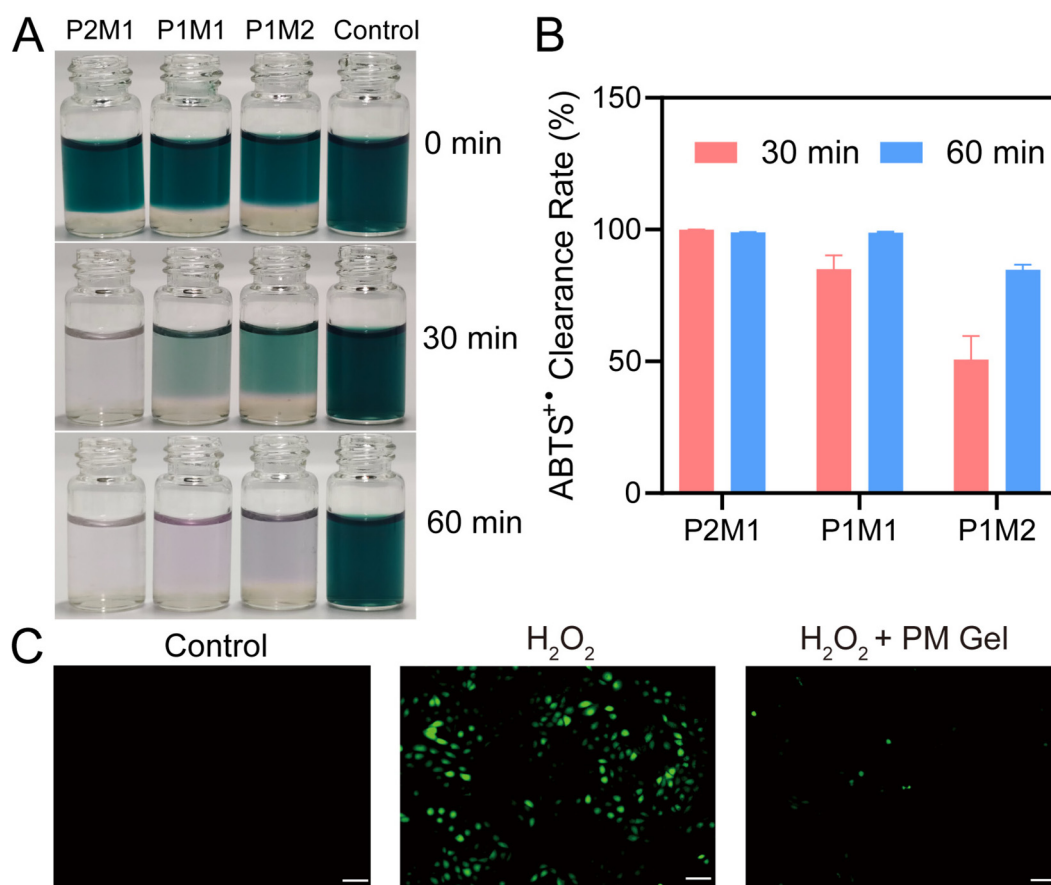 A
P2M1 P1M1 P1M2 Control
0 min
30 min
60 min
B
ABTS⁺• Clearance Rate (%)
150
100
50
0
30 min 60 min
P2M1 P1M1 P1M2
C
Control H₂O₂ H₂O₂ + PM Gel